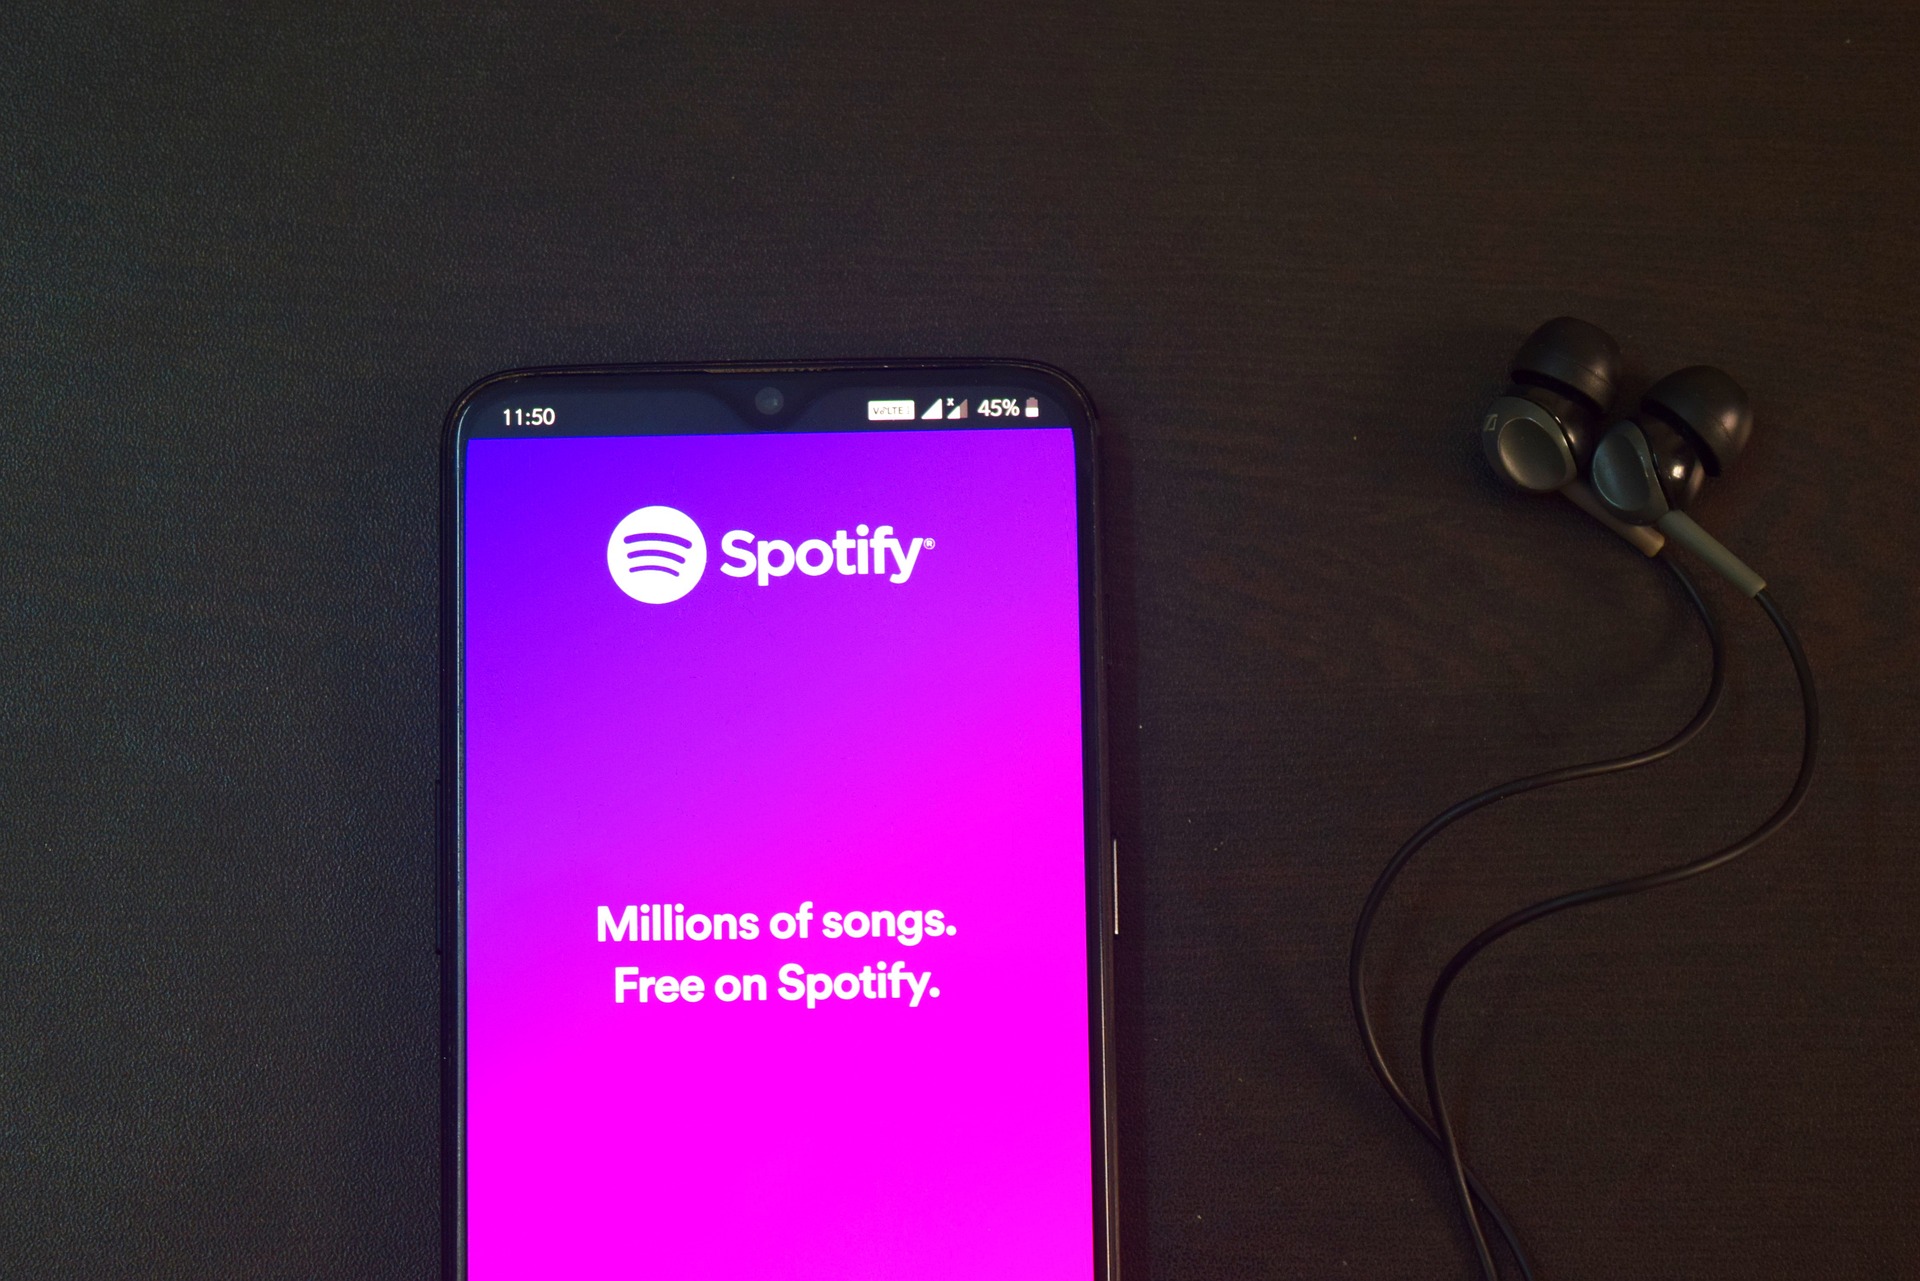 11:50
VoLTE
x
45%
Spotify®
Millions of songs.
Free on Spotify.